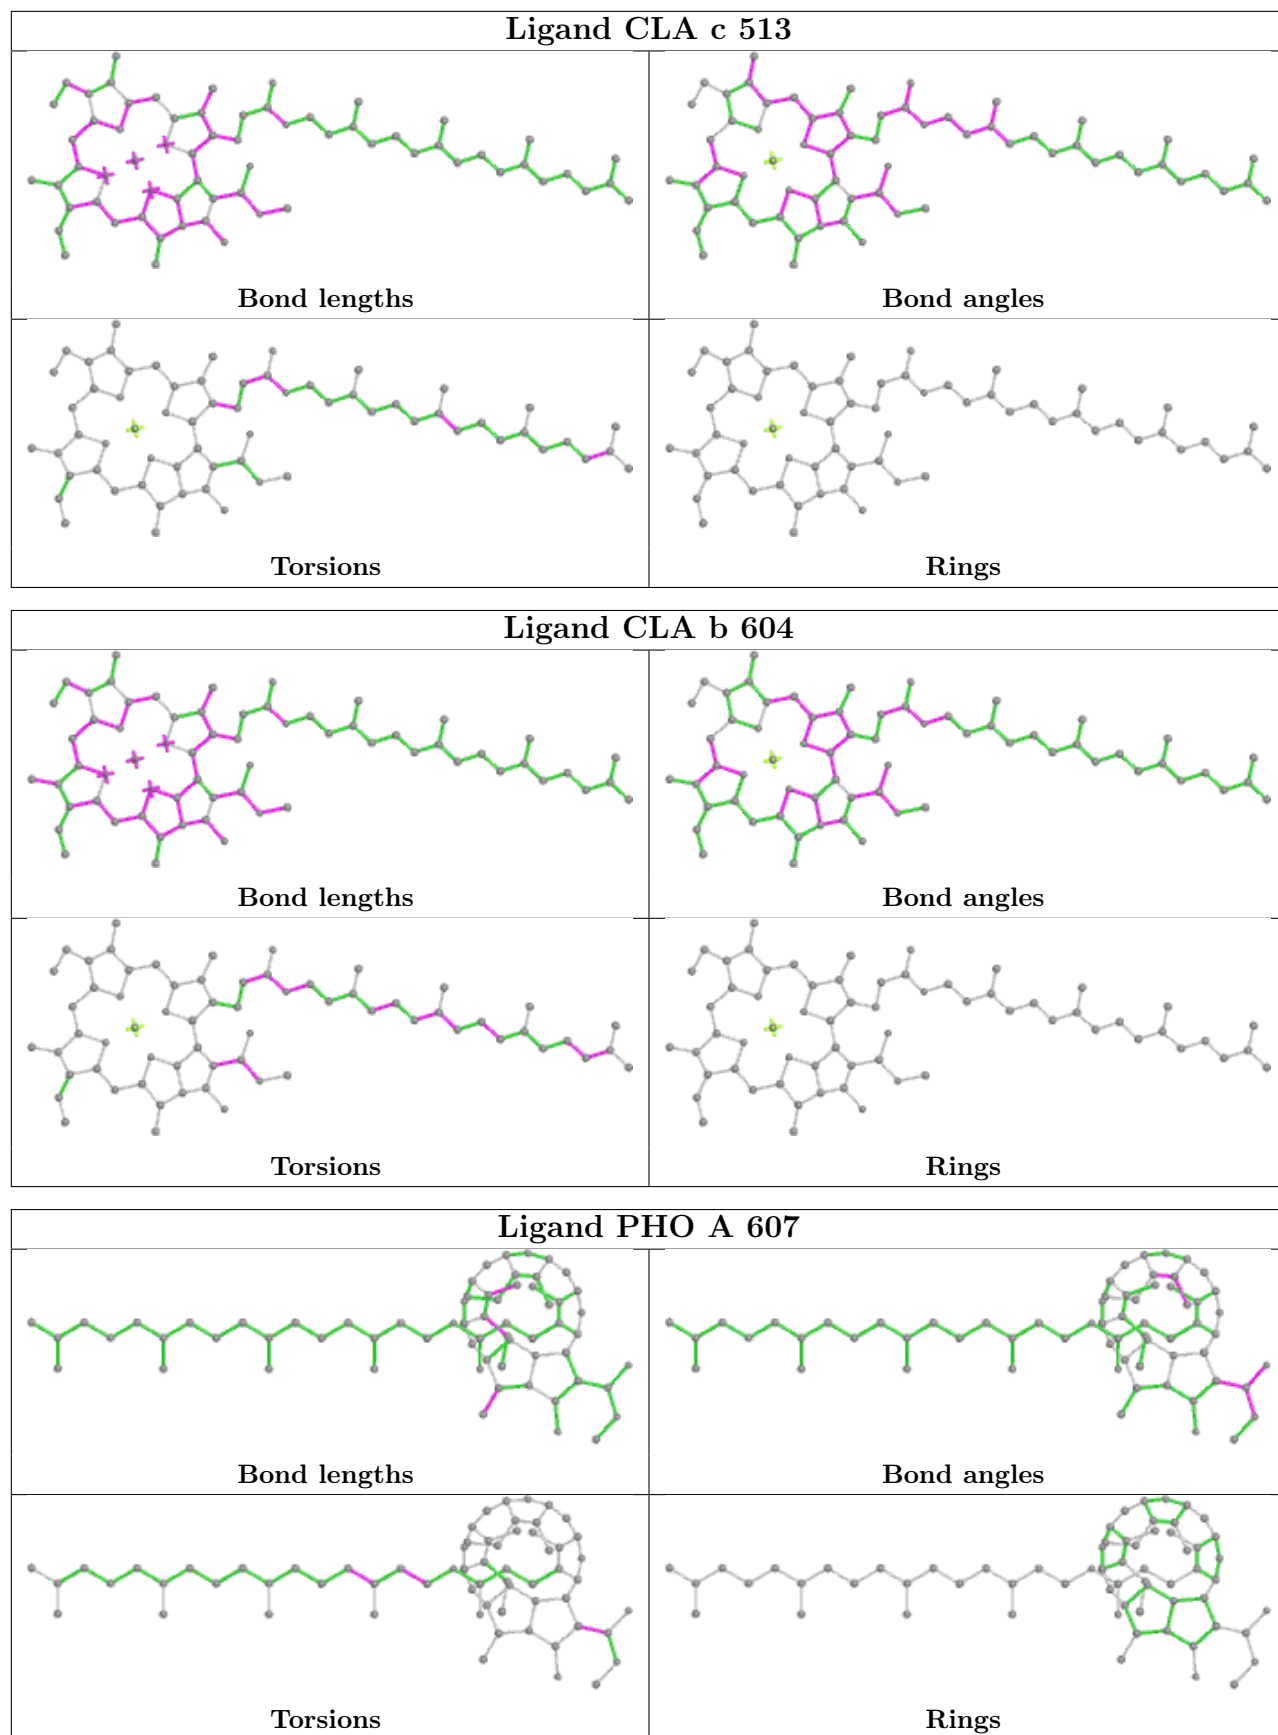 Ligand CLA c 513
Bond lengths
Bond angles
Torsions
Rings
Ligand CLA b 604
Bond lengths
Bond angles
Torsions
Rings
Ligand PHO A 607
Bond lengths
Bond angles
Torsions
Rings